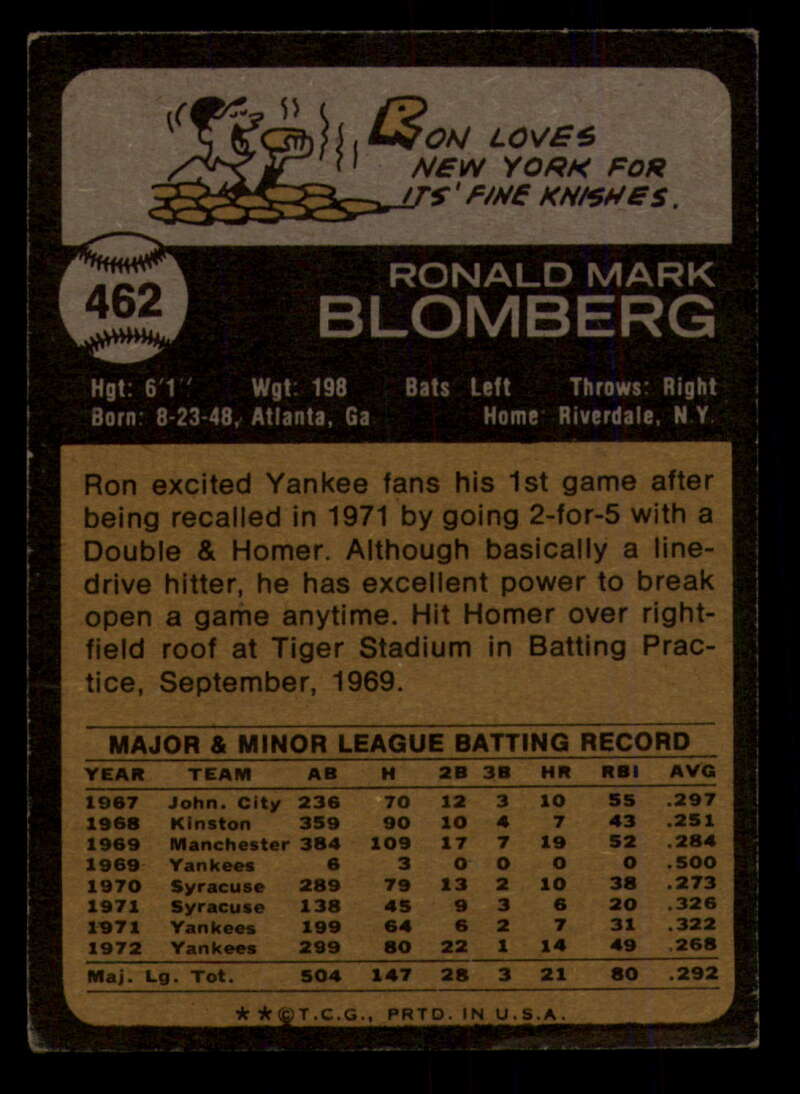 RON LOVES
NEW YORK FOR
ITS' FINE KNISHES.
462
RONALD MARK
BLOMBERG
Hgt: 6'1" Wgt: 198 Bats Left Throws: Right
Born: 8-23-48, Atlanta, Ga Home Riverdale, N.Y.
Ron excited Yankee fans his 1st game after
being recalled in 1971 by going 2-for-5 with a
Double & Homer. Although basically a line-
drive hitter, he has excellent power to break
open a game anytime. Hit Homer over right-
field roof at Tiger Stadium in Batting Prac-
tice, September, 1969.
MAJOR & MINOR LEAGUE BATTING RECORD
YEAR TEAM AB H 2B 3B HR RBI AVG
1967 John. City 236 70 12 3 10 55 .297
1968 Kinston 359 90 10 4 7 43 .251
1969 Manchester 384 109 17 7 19 52 .284
1969 Yankees 6 3 0 0 0 0 .500
1970 Syracuse 289 79 13 2 10 38 .273
1971 Syracuse 138 45 9 3 6 20 .326
1971 Yankees 199 64 6 2 7 31 .322
1972 Yankees 299 80 22 1 14 49 .268
Maj. Lg. Tot. 504 147 28 3 21 80 .292
* * © T.C.G., PRTD. IN U.S.A.